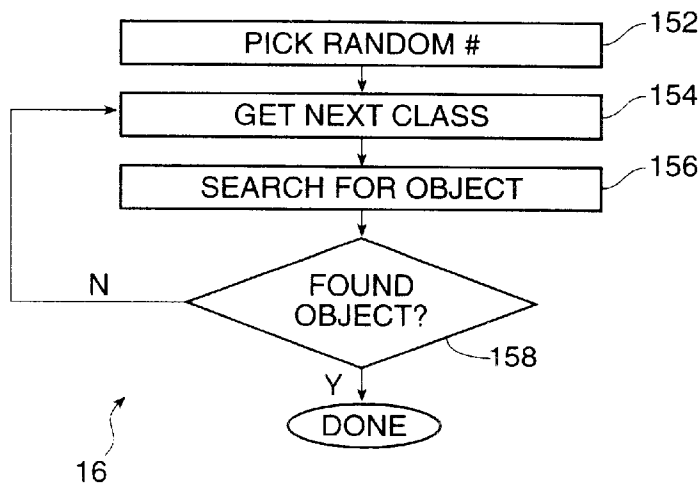 PICK RANDOM #
152
GET NEXT CLASS
154
SEARCH FOR OBJECT
156
N
FOUND
OBJECT?
158
Y
DONE
16